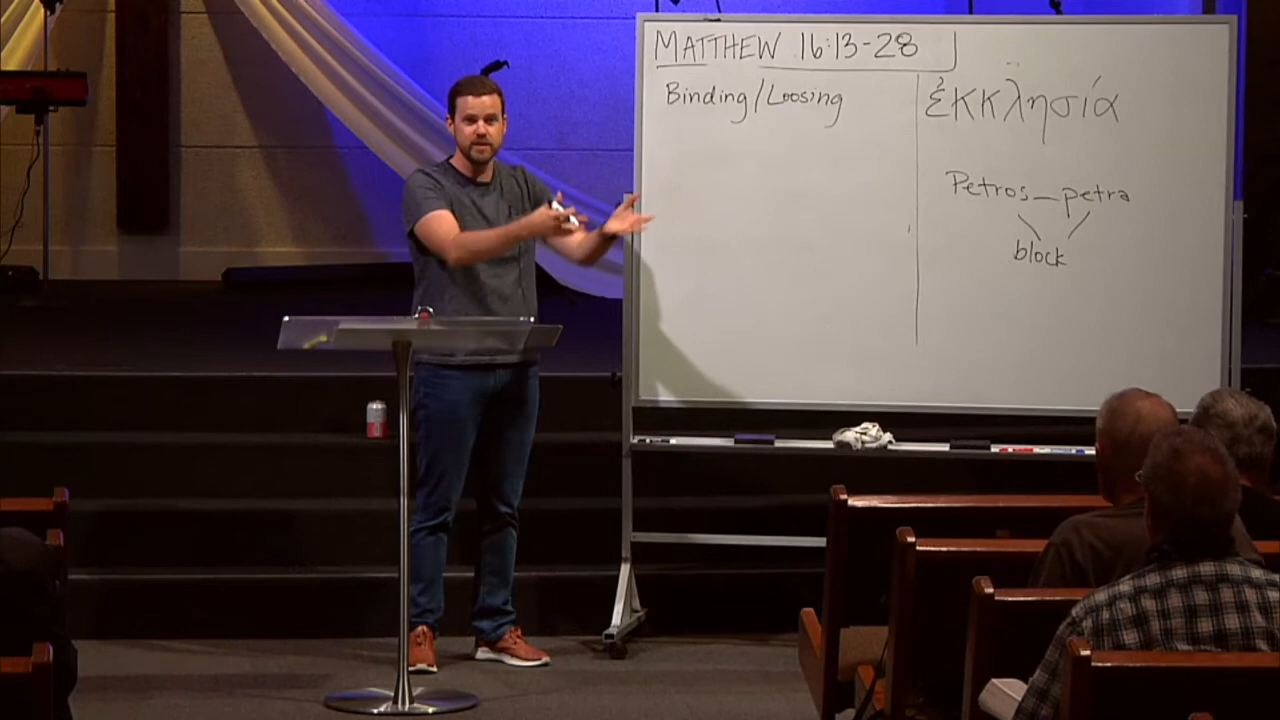 MATTHEW 16:13-28
Binding/Loosing
ἐκκλησία
Petros—petra
block